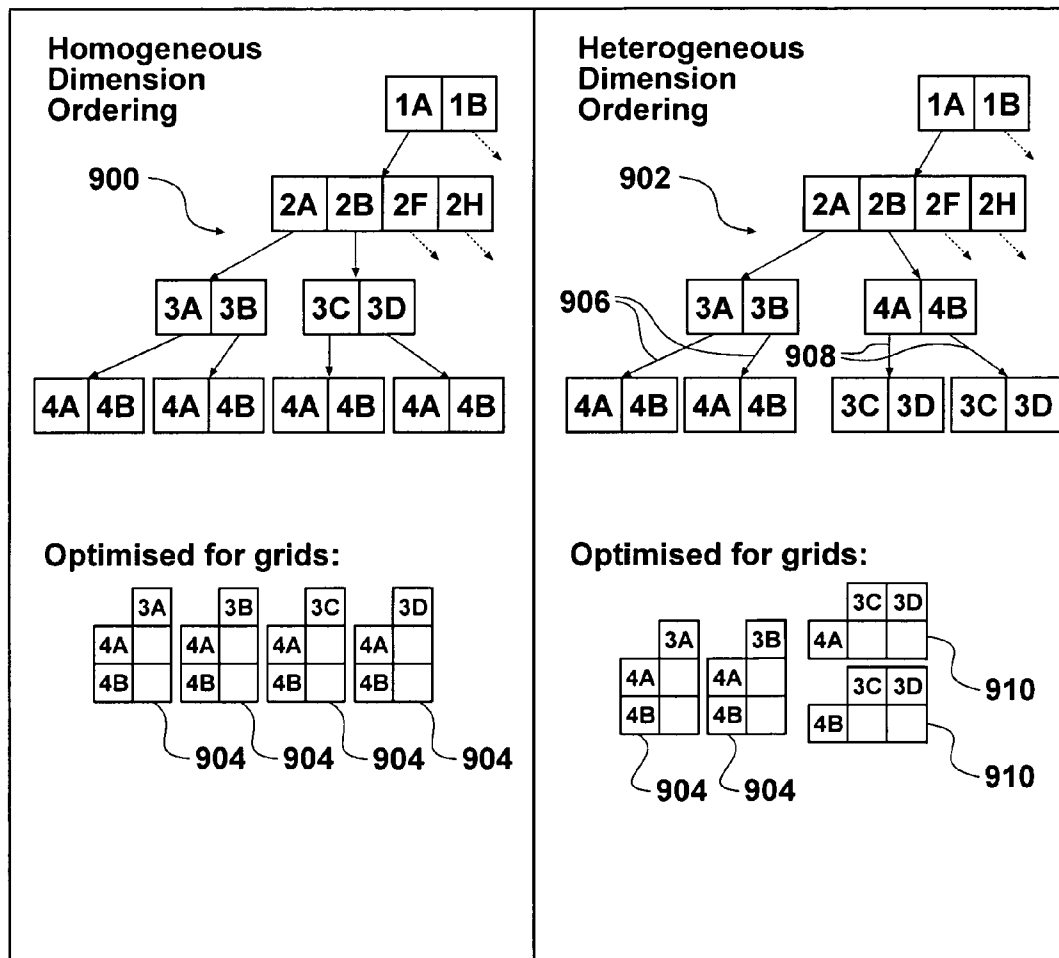 Homogeneous
Dimension
Ordering
1A 1B
900
2A 2B 2F 2H
3A 3B 3C 3D
4A 4B 4A 4B 4A 4B 4A 4B
Optimised for grids:
3A 3B 3C 3D
4A 4A 4A 4A
4B 4B 4B 4B
904 904 904 904
Heterogeneous
Dimension
Ordering
1A 1B
902
2A 2B 2F 2H
906
3A 3B 4A 4B
908
4A 4B 4A 4B 3C 3D 3C 3D
Optimised for grids:
3C 3D
3A 3B 4A
4A 4A 3C 3D
910
4B 4B 4B
904 904 910